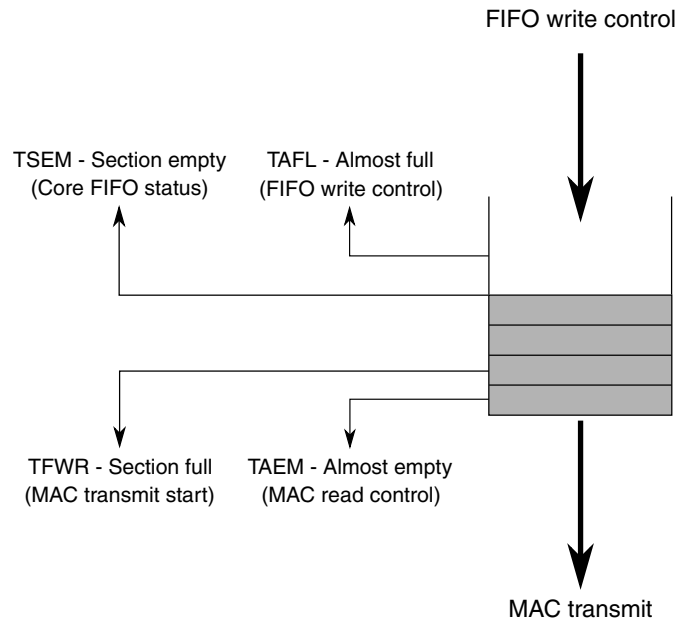 FIFO write control
TSEM - Section empty
(Core FIFO status)
TAFL - Almost full
(FIFO write control)
TFWR - Section full
(MAC transmit start)
TAEM - Almost empty
(MAC read control)
MAC transmit